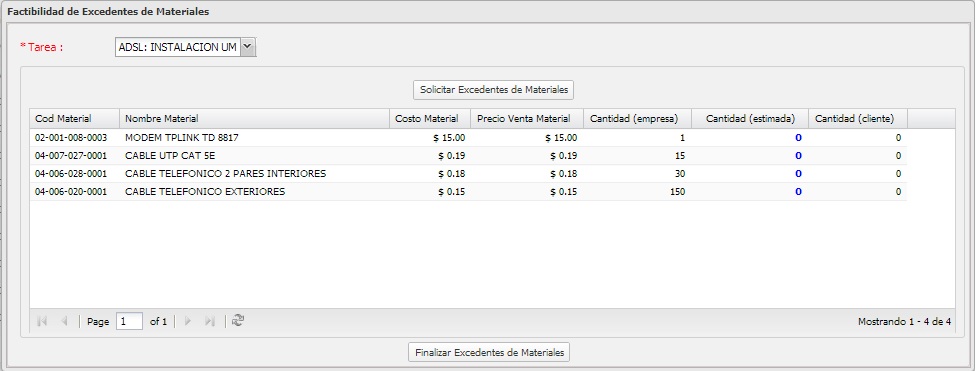 Factibilidad de Excedentes de Materiales
* Tarea : ADSL: INSTALACION UM
Solicitar Excedentes de Materiales
Cod Material Nombre Material Costo Material Precio Venta Material Cantidad (empresa) Cantidad (estimada) Cantidad (cliente)
02-001-008-0003 MODEM TPLINK TD 8817 $ 15.00 $ 15.00 1 0 0
04-007-027-0001 CABLE UTP CAT 5E $ 0.19 $ 0.19 15 0 0
04-006-028-0001 CABLE TELEFONICO 2 PARES INTERIORES $ 0.18 $ 0.18 30 0 0
04-006-020-0001 CABLE TELEFONICO EXTERIORES $ 0.15 $ 0.15 150 0 0
Page 1 of 1 Mostrando 1 - 4 de 4
Finalizar Excedentes de Materiales